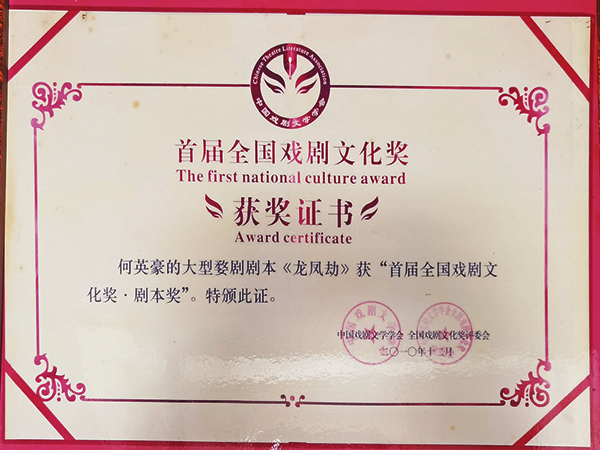 Chinese Theatre Literature Association
中国戏剧文学学会
首届全国戏剧文化奖
The first national culture award
获奖证书
Award certificate
何英豪的大型婺剧剧本《龙凤劫》获“首届全国戏剧文
化奖·剧本奖”。特颁此证。
中国戏剧文学学会 全国戏剧文化奖评委会
二〇一〇年十二月